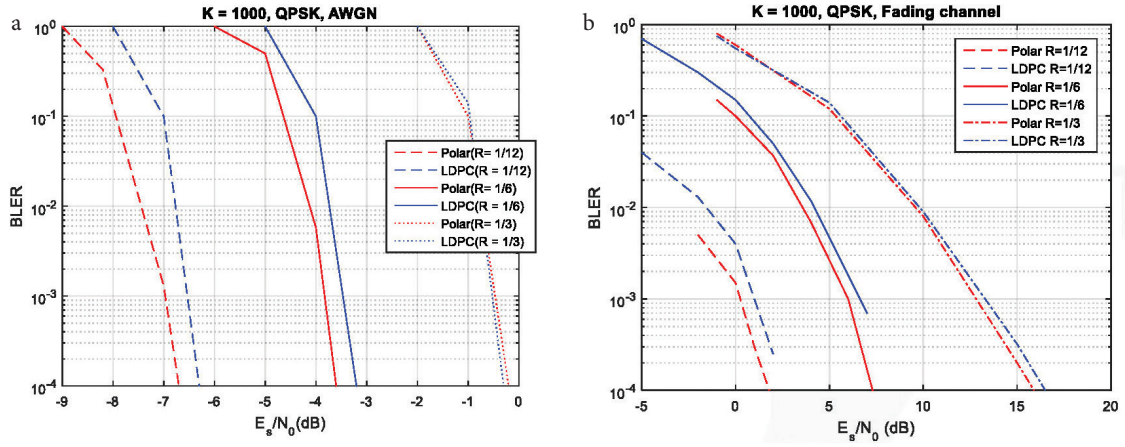 a
K = 1000, QPSK, AWGN
10^0
10^-1
10^-2
10^-3
10^-4
BLER
-9 -8 -7 -6 -5 -4 -3 -2 -1 0
E_s/N_0(dB)
Polar(R= 1/12)
LDPC(R = 1/12)
Polar(R= 1/6)
LDPC(R = 1/6)
Polar(R= 1/3)
LDPC(R = 1/3)
b
K = 1000, QPSK, Fading channel
10^0
10^-1
10^-2
10^-3
10^-4
BLER
-5 0 5 10 15 20
E_s/N_0 (dB)
Polar R=1/12
LDPC R=1/12
Polar R=1/6
LDPC R=1/6
Polar R=1/3
LDPC R=1/3